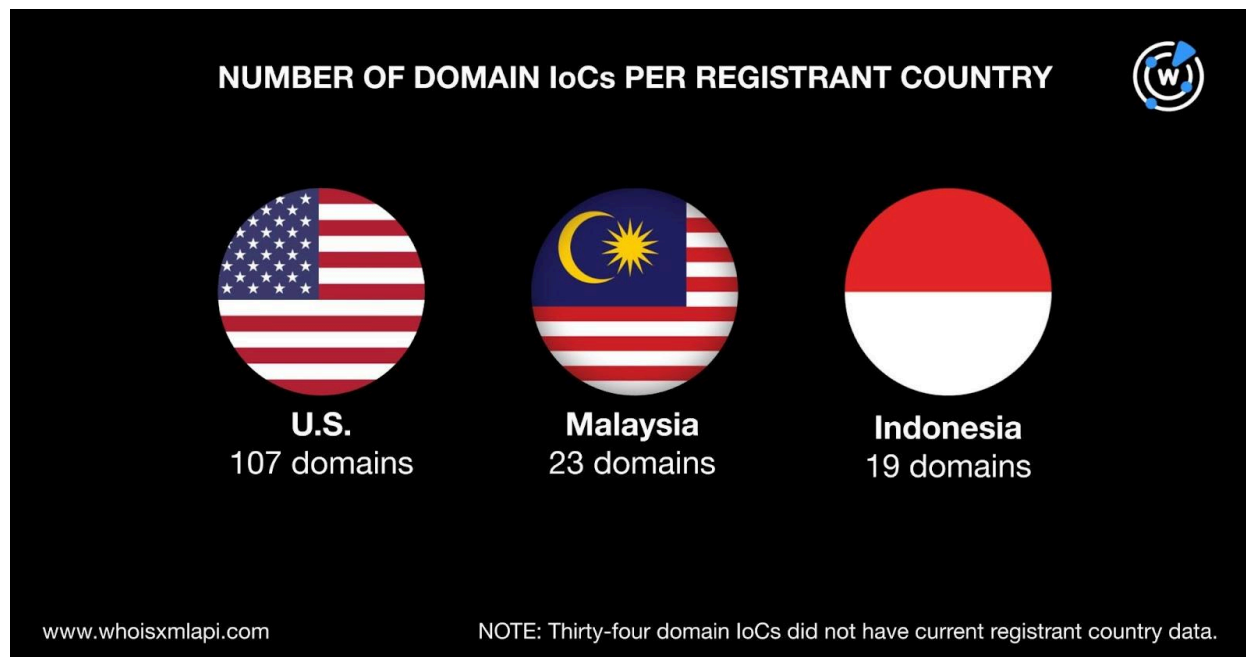 NUMBER OF DOMAIN IoCs PER REGISTRANT COUNTRY
W
U.S.
107 domains
Malaysia
23 domains
Indonesia
19 domains
www.whoisxmlapi.com
NOTE: Thirty-four domain IoCs did not have current registrant country data.